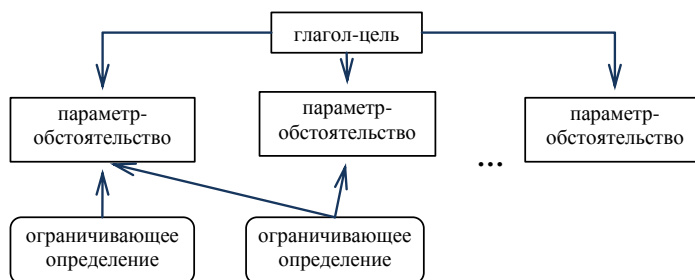 глагол-цель
параметр-
обстоятельство
параметр-
обстоятельство
...
параметр-
обстоятельство
ограничивающее
определение
ограничивающее
определение